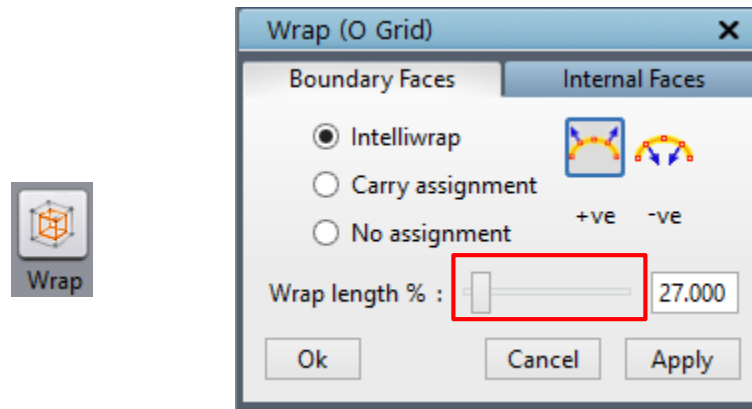 Wrap (O Grid)
Boundary Faces
Internal Faces
Intelliwrap
Carry assignment
No assignment
+ve
-ve
Wrap length % :
27.000
Ok
Cancel
Apply
Wrap